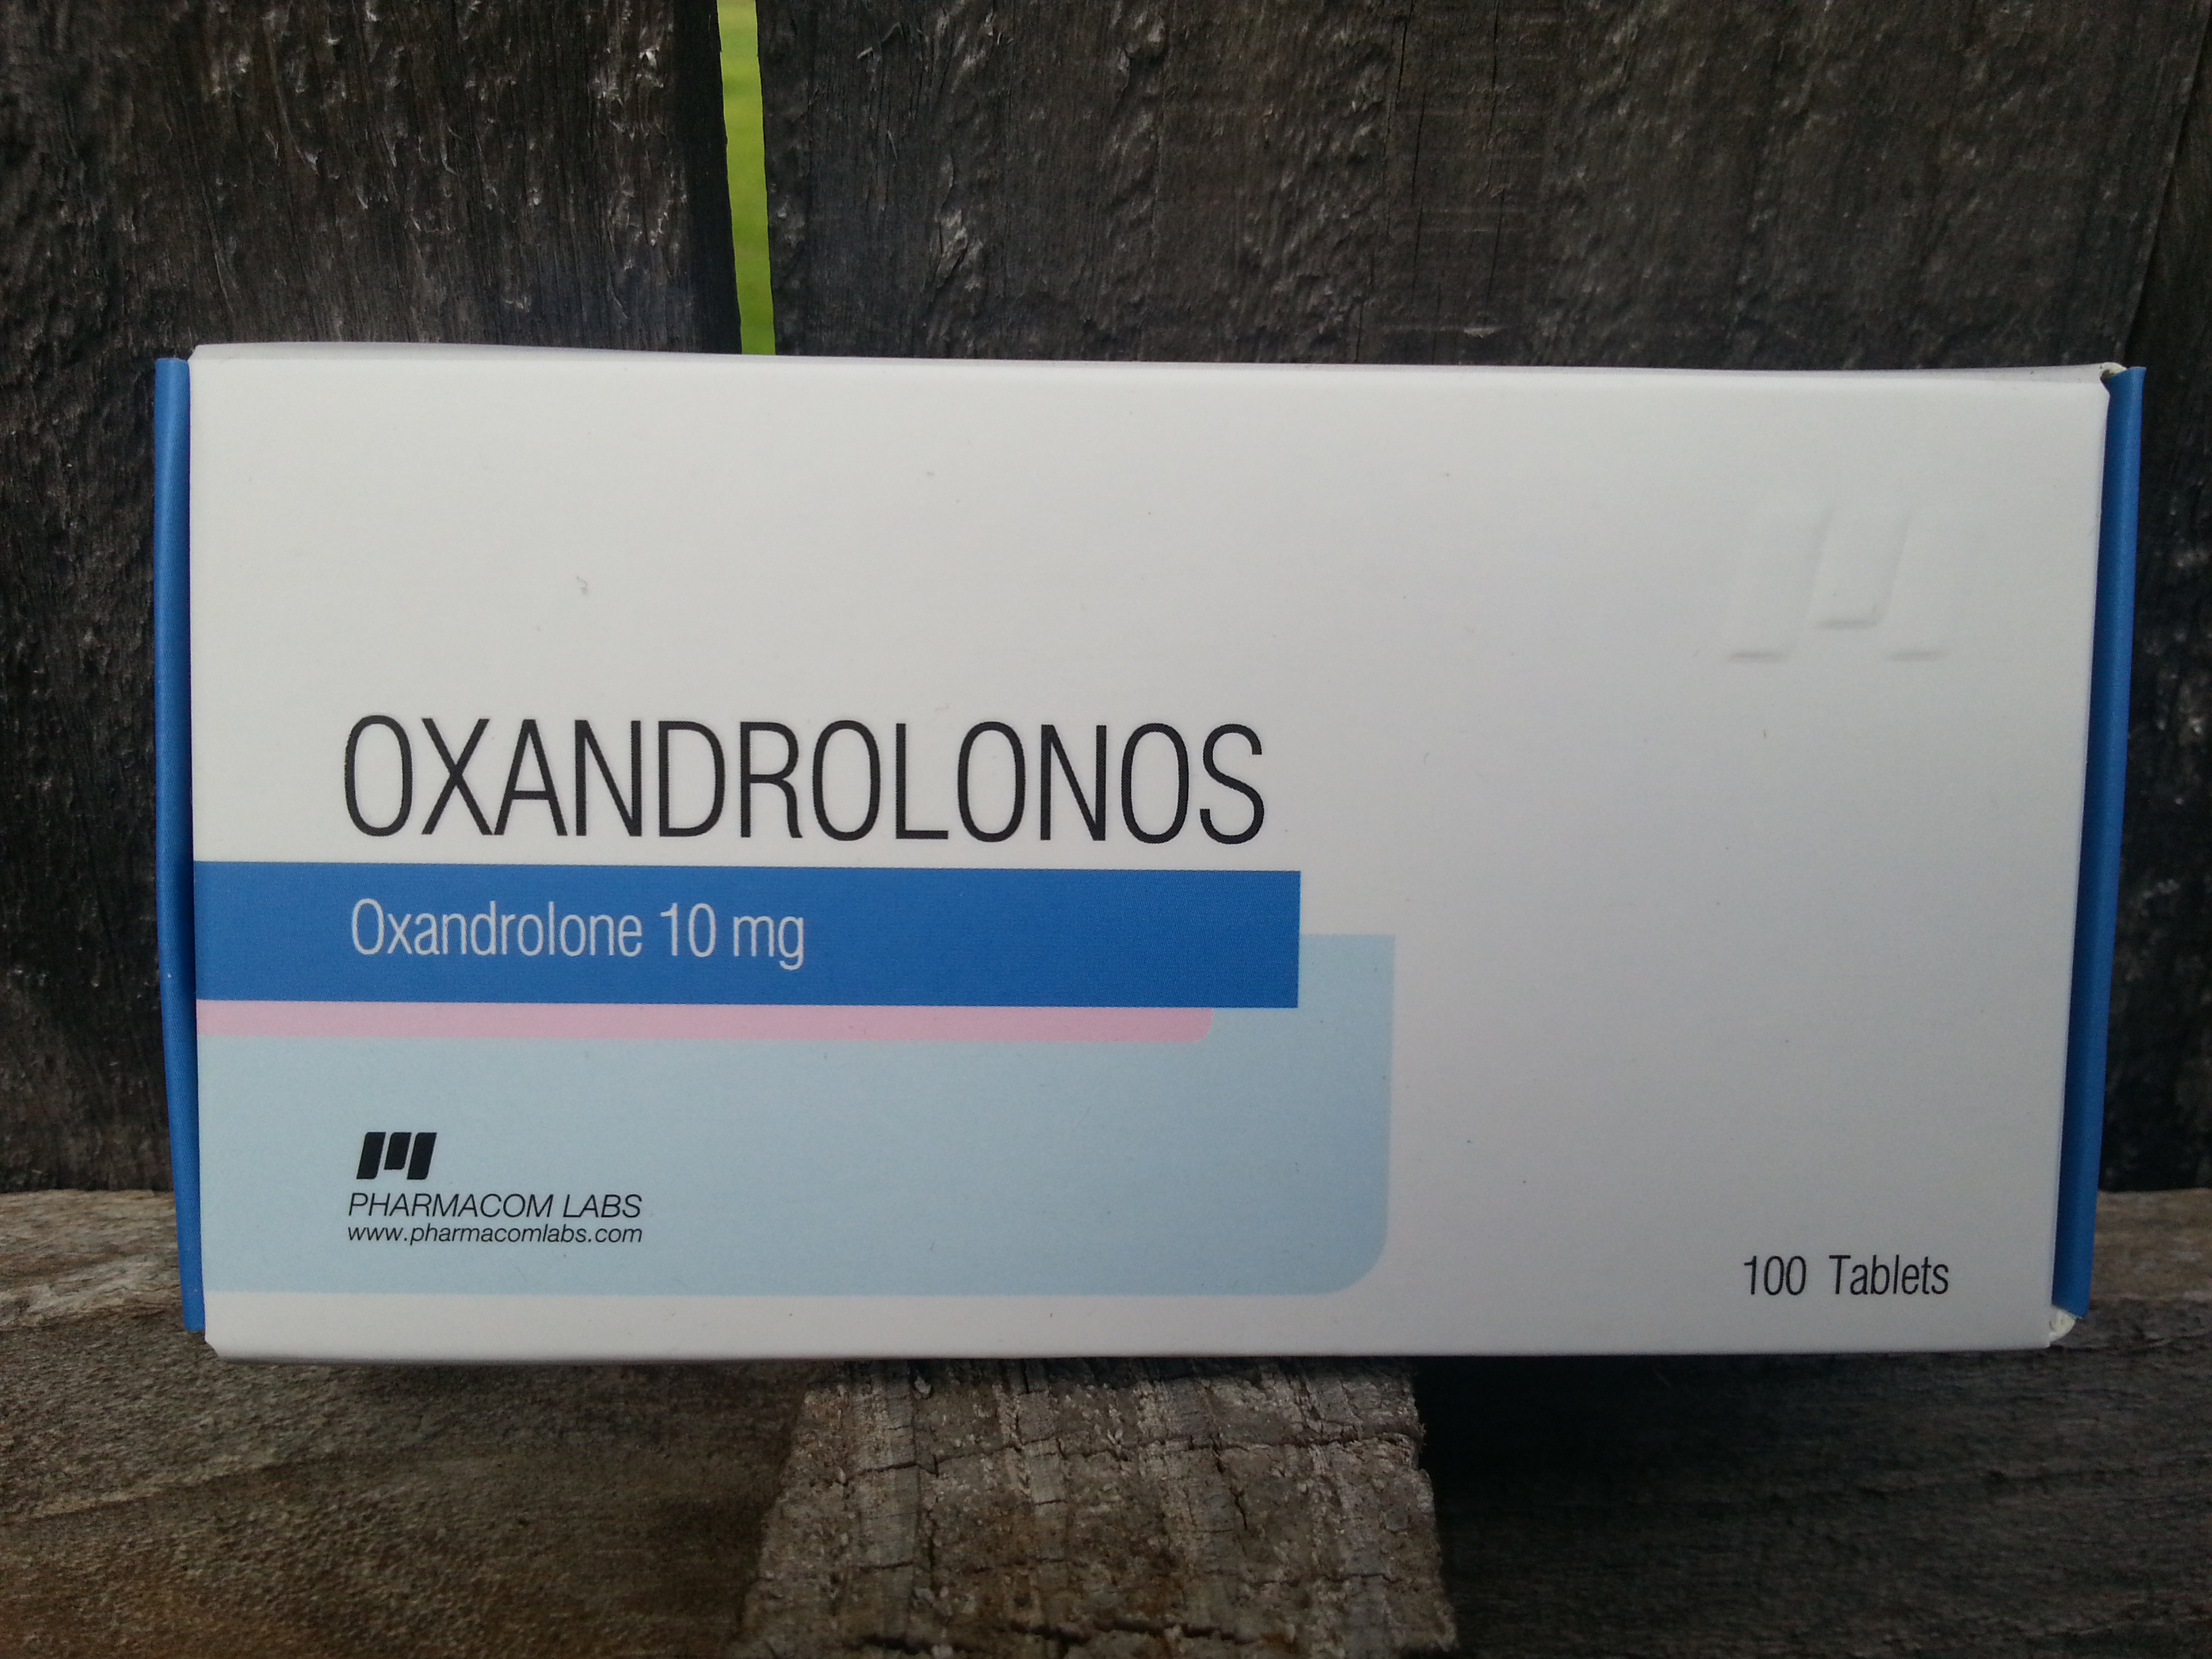 OXANDROLONOS
Oxandrolone 10 mg
PHARMACOM LABS
www.pharmacomlabs.com
100 Tablets